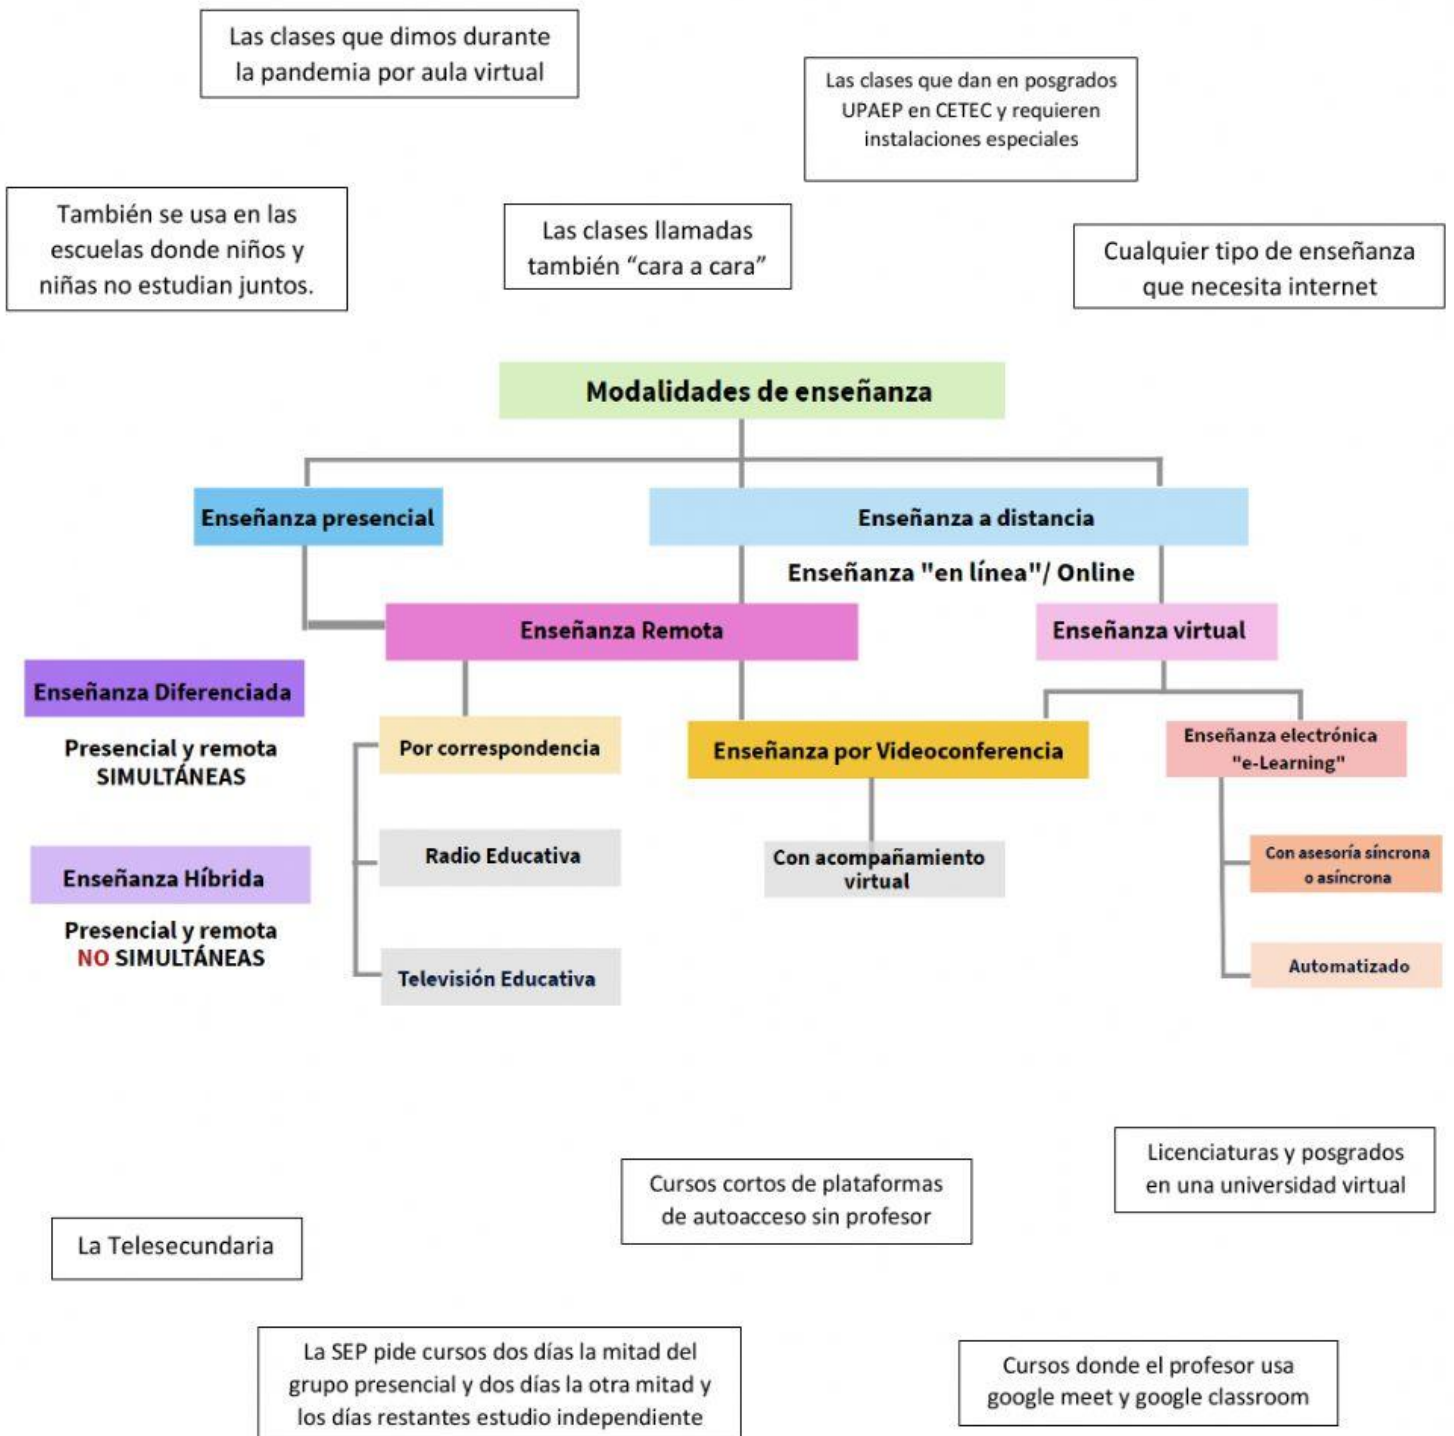 Las clases que dimos durante
la pandemia por aula virtual
Las clases que dan en posgrados
UPAEP en CETEC y requieren
instalaciones especiales
También se usa en las
escuelas donde niños y
niñas no estudian juntos.
Las clases llamadas
también “cara a cara”
Cualquier tipo de enseñanza
que necesita internet
Modalidades de enseñanza
Enseñanza presencial
Enseñanza a distancia
Enseñanza "en línea"/ Online
Enseñanza Remota
Enseñanza virtual
Enseñanza Diferenciada
Presencial y remota
SIMULTÁNEAS
Por correspondencia
Enseñanza por Videoconferencia
Enseñanza electrónica
"e-Learning"
Radio Educativa
Con acompañamiento
virtual
Con asesoría síncrona
o asíncrona
Enseñanza Híbrida
Presencial y remota
NO SIMULTÁNEAS
Televisión Educativa
Automatizado
Licenciaturas y posgrados
en una universidad virtual
Cursos cortos de plataformas
de autoacceso sin profesor
La Telesecundaria
La SEP pide cursos dos días la mitad del
grupo presencial y dos días la otra mitad y
los días restantes estudio independiente
Cursos donde el profesor usa
google meet y google classroom